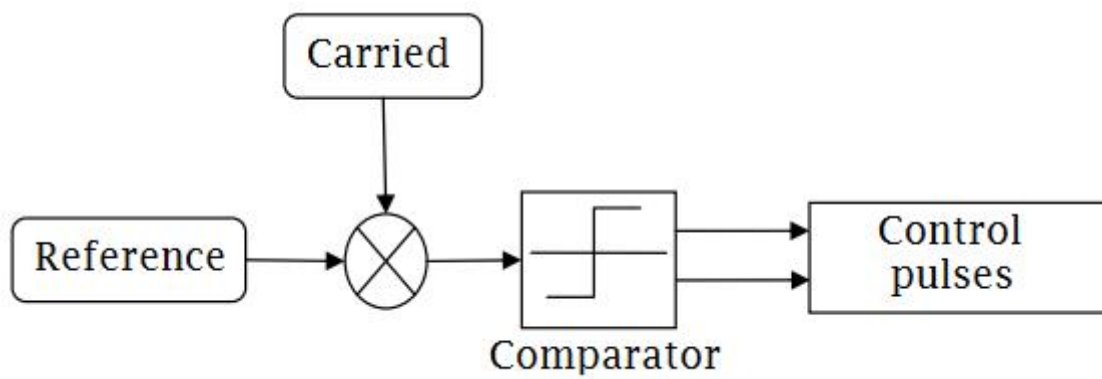 Carried
Reference
Comparator
Control
pulses